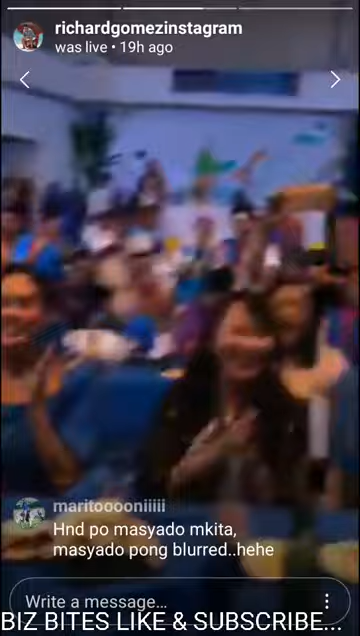 richardgomezinstagram
was live • 19h ago
maritooooniiiii
Hnd po masyado mkita,
masyado pong blurred..hehe
Write a message...
BIZ BITES LIKE & SUBSCRIBE...